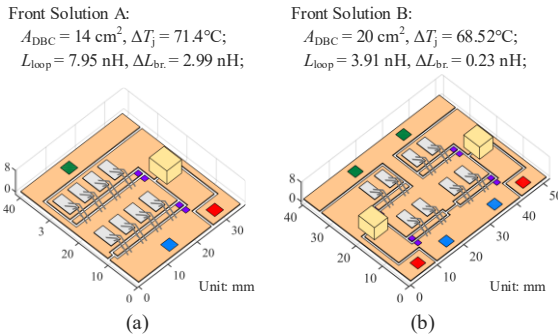 Front Solution A:
A_DBC = 14 cm², ΔT_j = 71.4°C;
L_loop = 7.95 nH, ΔL_br. = 2.99 nH;
8
0
40
3
20
10
0
0
10
20
30
Unit: mm
(a)
Front Solution B:
A_DBC = 20 cm², ΔT_j = 68.52°C;
L_loop = 3.91 nH, ΔL_br. = 0.23 nH;
8
0
40
30
20
10
0
0
10
20
30
40
50
Unit: mm
(b)